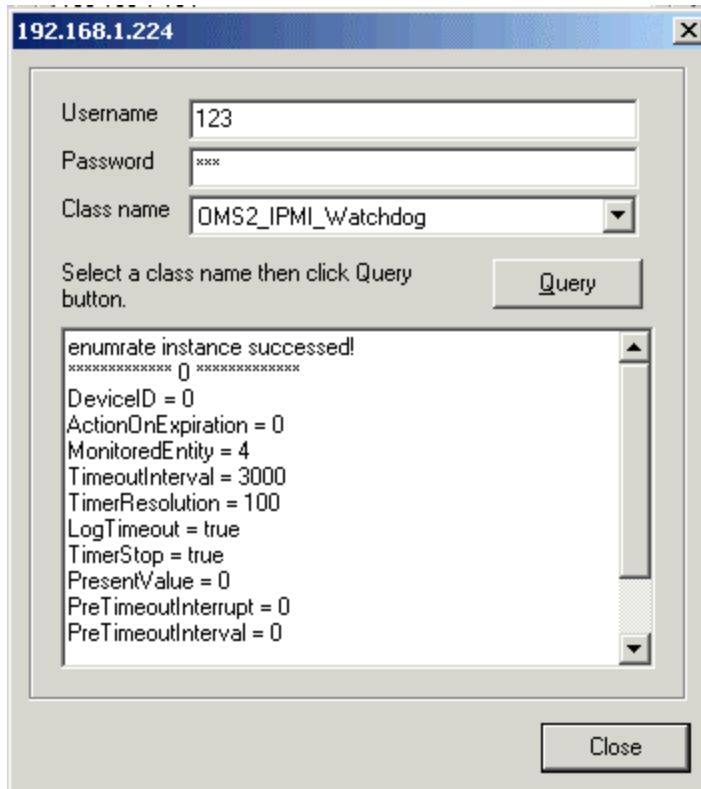 192.168.1.224
Username
123
Password
***
Class name
OMS2_IPMI_Watchdog
Select a class name then click Query
button.
Query
enumrate instance successed!
************* 0 *************
DeviceID = 0
ActionOnExpiration = 0
MonitoredEntity = 4
TimeoutInterval = 3000
TimerResolution = 100
LogTimeout = true
TimerStop = true
PresentValue = 0
PreTimeoutInterrupt = 0
PreTimeoutInterval = 0
Close